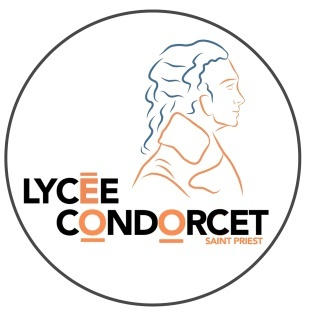 LYCÉE
CONDORCET
SAINT PRIEST